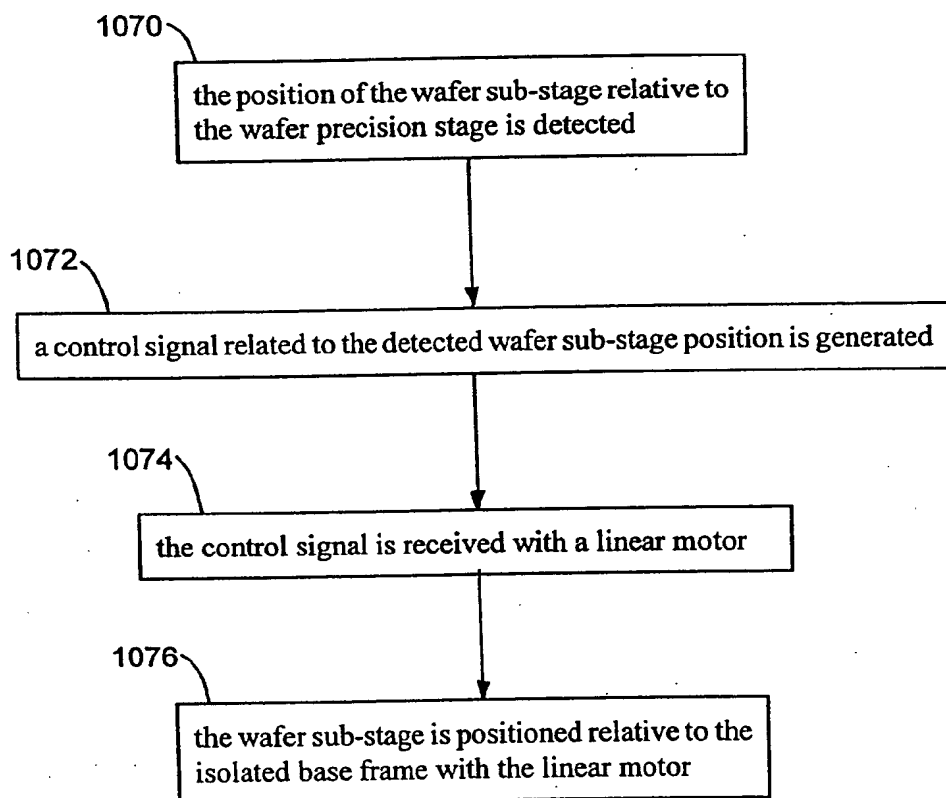 1070
the position of the wafer sub-stage relative to
the wafer precision stage is detected
1072
a control signal related to the detected wafer sub-stage position is generated
1074
the control signal is received with a linear motor
1076
the wafer sub-stage is positioned relative to the
isolated base frame with the linear motor